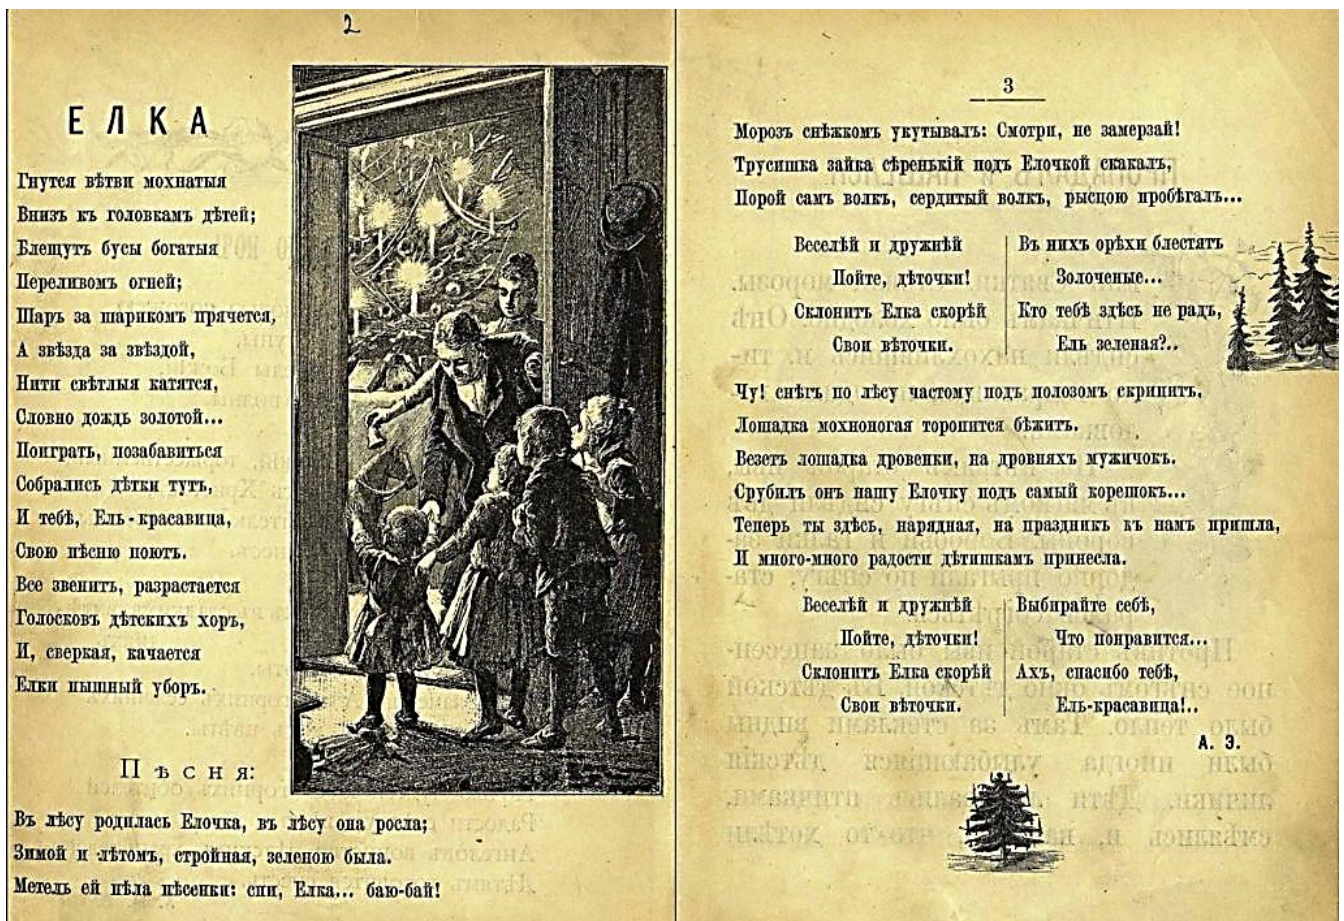 2
ЕЛКА
Гнутся вѣтви мохнатыя
Внизъ къ головкамъ дѣтей;
Блещутъ бусы богатыя
Переливомъ огней;
Шаръ за шарикомъ прячется,
А звѣзда за звѣздой,
Нити свѣтлыя катятся,
Словно дождь золотой...
Поиграть, позабавиться
Собрались дѣтки тутъ,
И тебѣ, Ель-красавица,
Свою пѣсню поютъ.
Все звенитъ, разрастается
Голосковъ дѣтскихъ хоръ,
И, сверкая, качается
Елки пышный уборъ.
Пѣсня:
Въ лѣсу родилась Елочка, въ лѣсу она росла;
Зимой и лѣтомъ, стройная, зеленою была.
Метель ей пѣла пѣсенки: спи, Елка... баю-бай!
3
Морозъ снѣжкомъ укутывалъ: Смотри, не замерзай!
Трусишка зайка сѣренькій подъ Елочкой скакалъ,
Порой самъ волкъ, сердитый волкъ, рысцою пробѣгалъ...
Веселѣй и дружнѣй
Пойте, дѣточки!
Склонитъ Елка скорѣй
Свои вѣточки.
Въ нихъ орѣхи блестятъ
Золоченые...
Кто тебѣ здѣсь не радъ,
Ель зеленая?..
Чу! снѣгъ по лѣсу частому подъ полозомъ скрипитъ,
Лошадка мохноногая торопится бѣжитъ.
Везетъ лошадка дровенки, на дровняхъ мужичокъ.
Срубилъ онъ нашу Елочку подъ самый корешокъ...
Теперь ты здѣсь, нарядная, на праздникъ къ намъ пришла,
И много-много радости дѣтишкамъ принесла.
Веселѣй и дружнѣй
Пойте, дѣточки!
Склонитъ Елка скорѣй
Свои вѣточки.
Выбирайте себѣ,
Что понравится...
Ахъ, спасибо тебѣ,
Ель-красавица!..
А. Э.